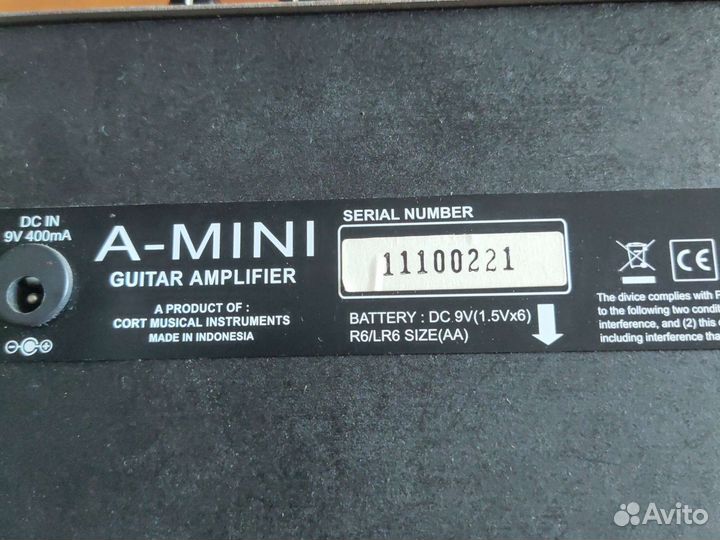 DC IN
9V 400mA
A-MINI
GUITAR AMPLIFIER
A PRODUCT OF :
CORT MUSICAL INSTRUMENTS
MADE IN INDONESIA
SERIAL NUMBER
11100221
BATTERY : DC 9V(1.5Vx6)
R6/LR6 SIZE(AA)
CE
The divice complies with F
to the following two condit
interference, and (2) this d
including interference tha
Avito